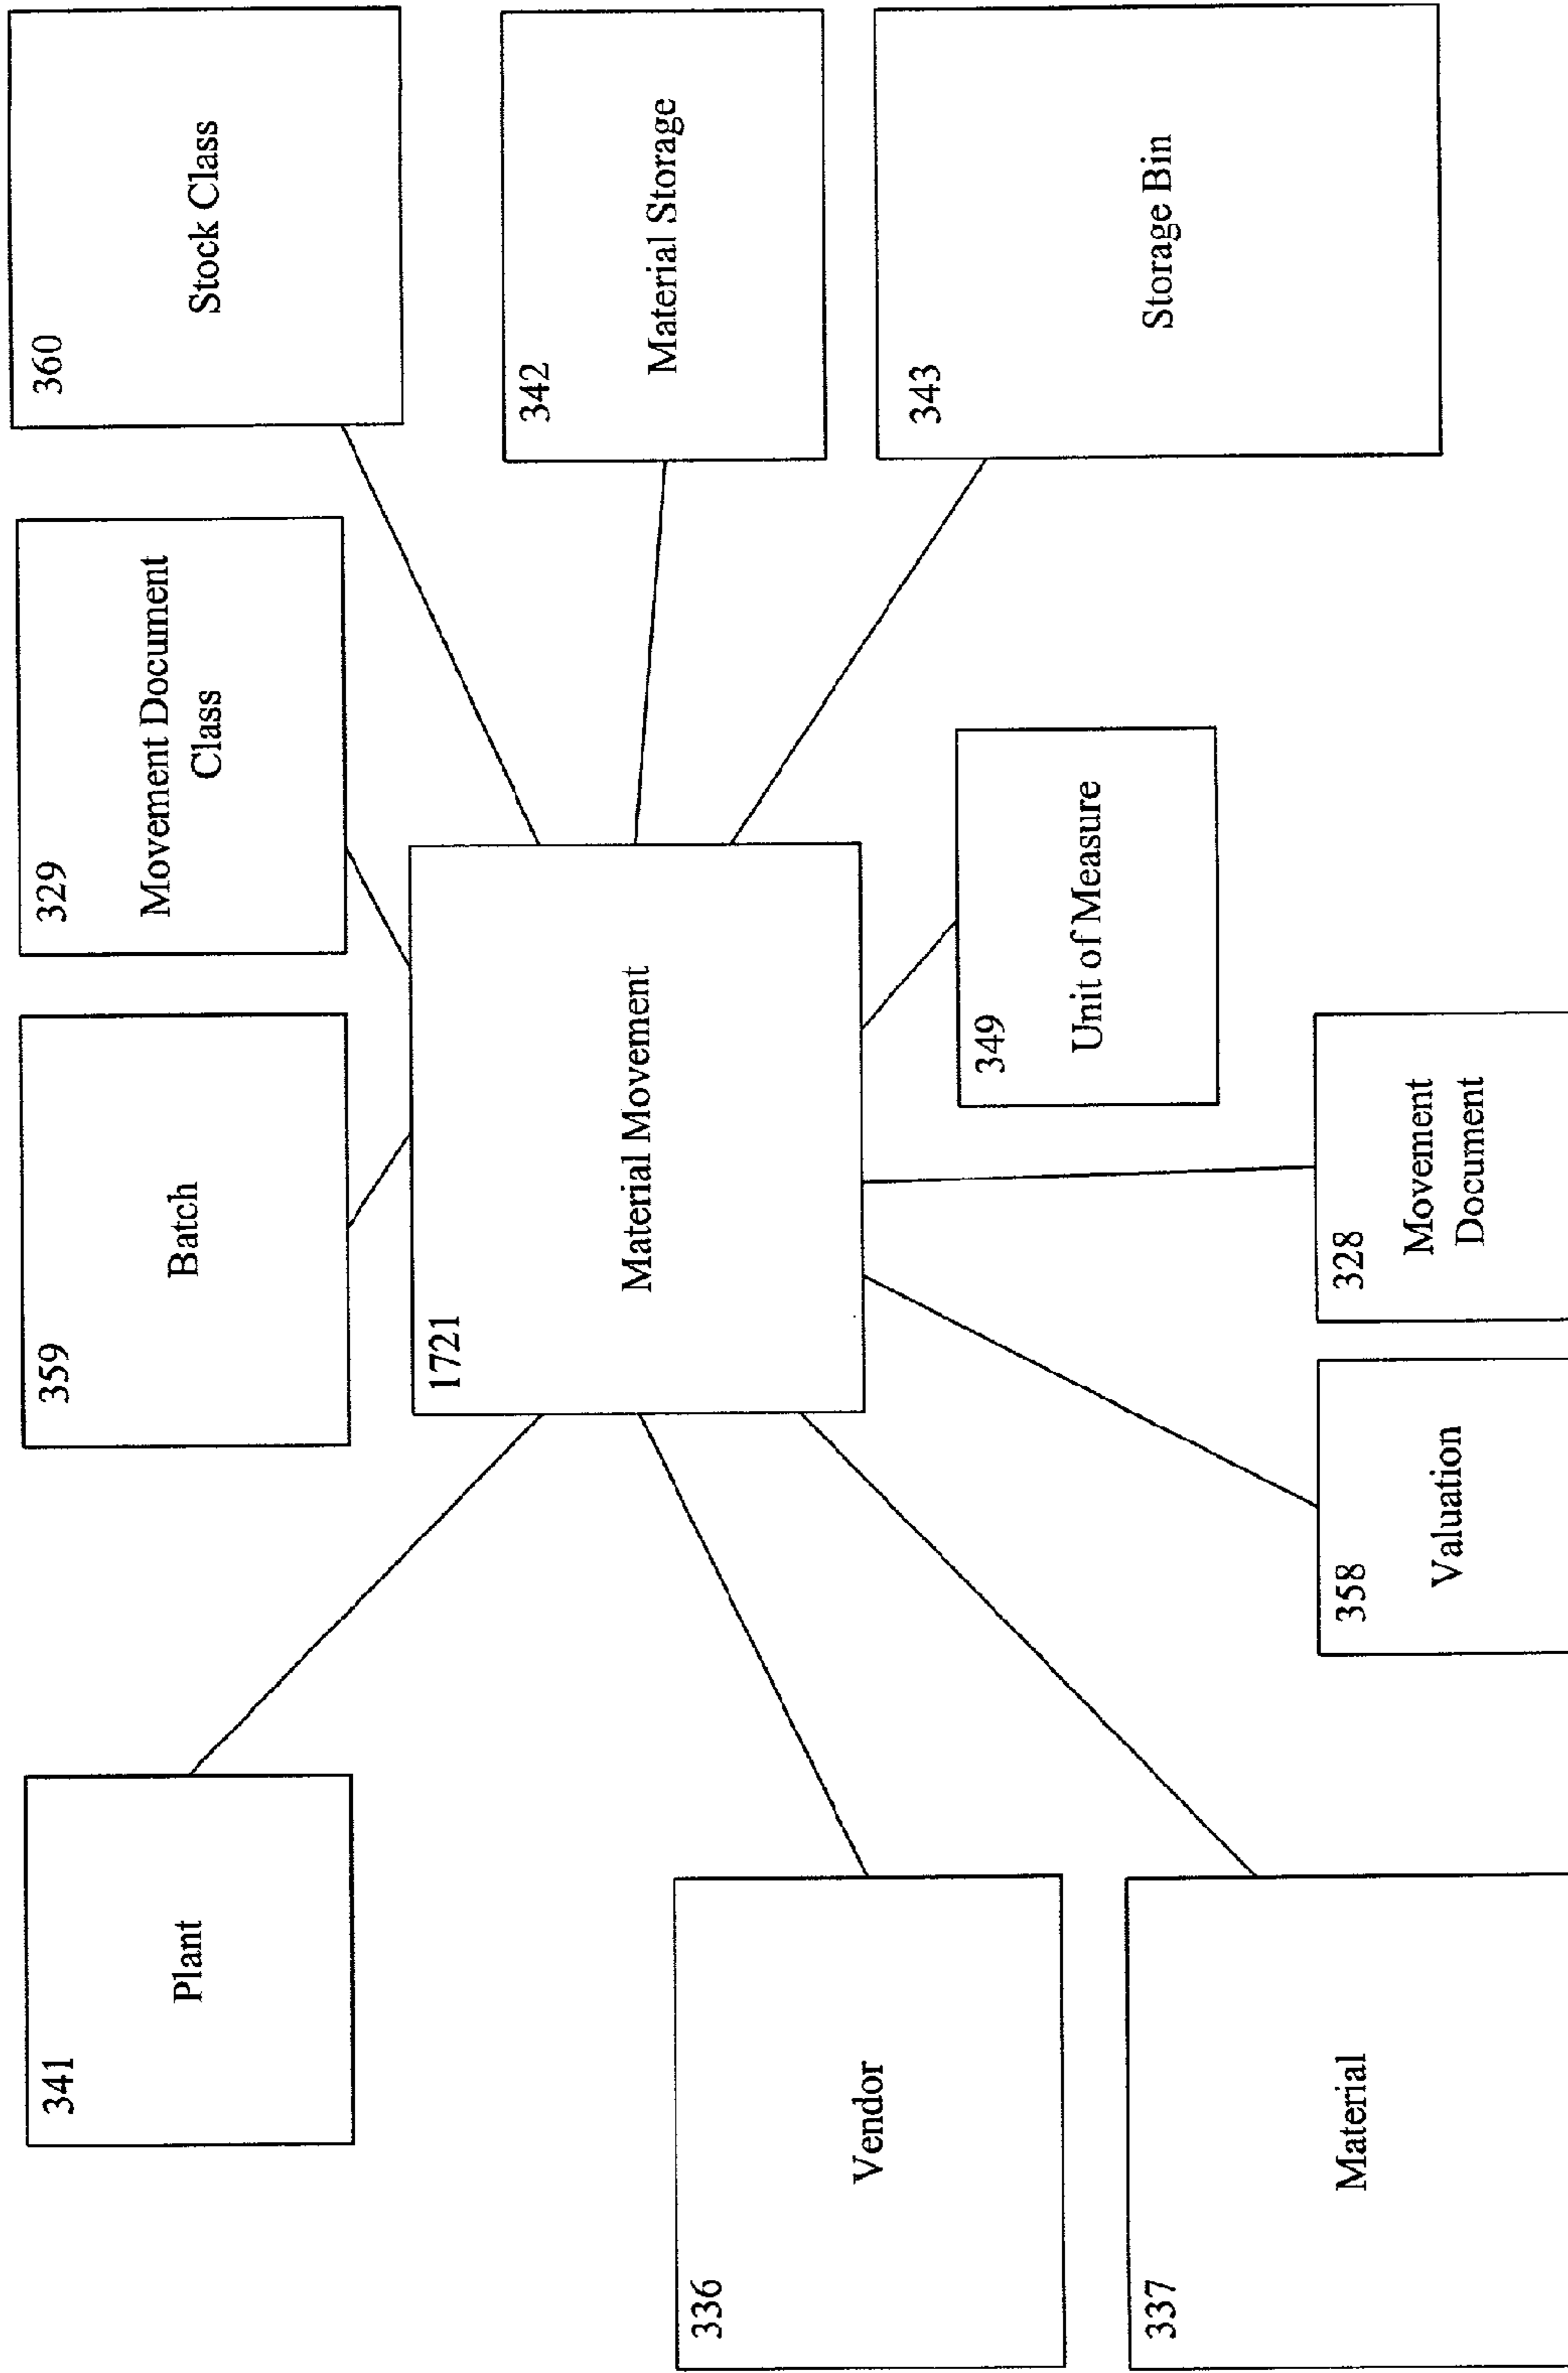 341
Plant
359
Batch
329
Movement Document
Class
360
Stock Class
336
Vendor
1721
Material Movement
342
Material Storage
337
Material
349
Unit of Measure
343
Storage Bin
358
Valuation
328
Movement
Document